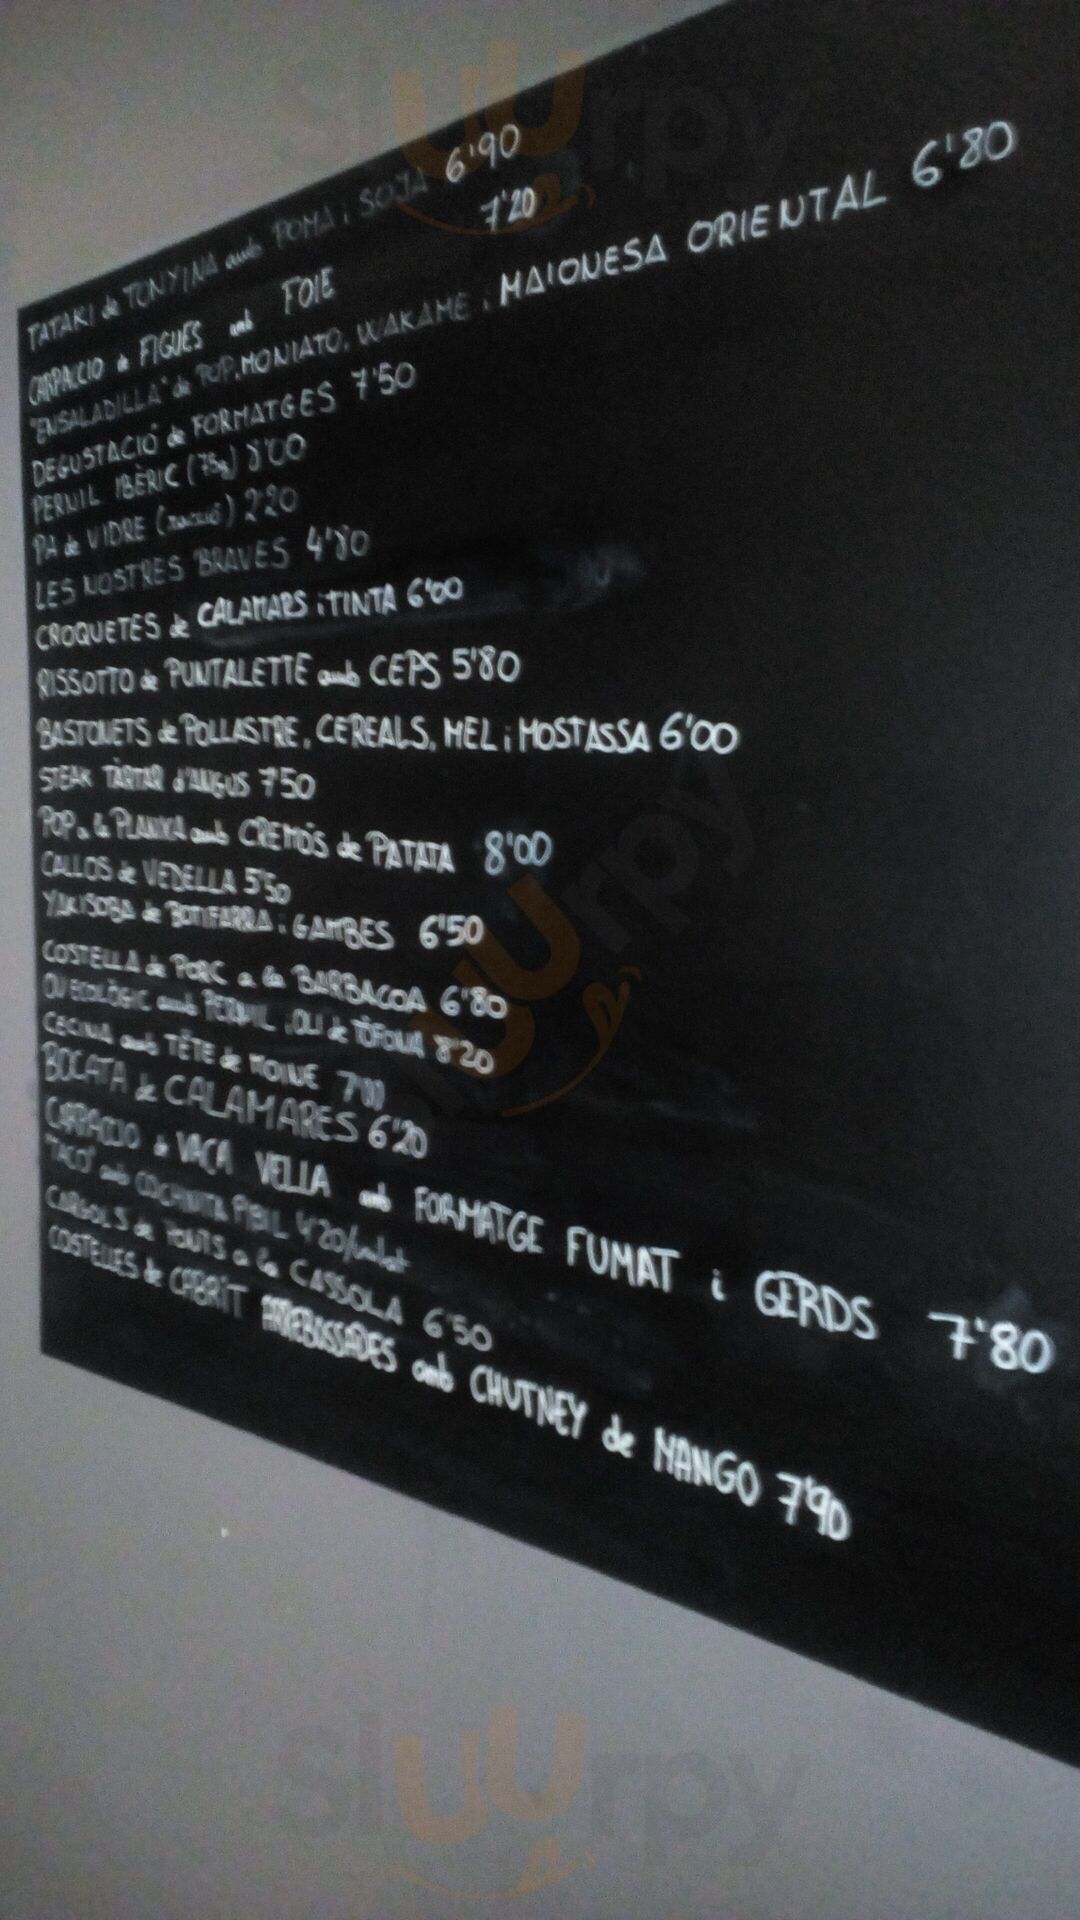 TATAKI de TONYINA amb POMA i SOJA 6'90
CARPACCIO de FIGUES amb FOIE 7'20
"ENSALADILLA" de POP, MONIATO, WAKAME i MAIONESA ORIENTAL 6'80
DEGUSTACIÓ de FORMATGES 7'50
PERNIL IBÈRIC (75g) 8'00
PA de VIDRE (ració) 2'20
LES NOSTRES BRAVES 4'80
CROQUETES de CALAMARS i TINTA 6'00
RISSOTTO de PUNTALETTE amb CEPS 5'80
BASTONETS de POLLASTRE, CEREALS, MEL i MOSTASSA 6'00
STEAK TÀRTAR d'ANGUS 7'50
POP a la PLANXA amb CREMÓS de PATATA 8'00
CALLOS de VEDELLA 5'50
YAKISOBA de BOTIFARRA i GAMBES 6'50
COSTELLA de PORC a la BARBACOA 6'80
OU ECOLÒGIC amb PERNIL i OLI de TÒFONA 8'20
CECINA amb TÊTE de MOINE 7'00
BOCATA de CALAMARES 6'20
CARPACCIO de VACA VELLA amb FORMATGE FUMAT i GERDS 7'80
"TACO" amb COCHINITA PIBIL 4'20/unitat
CARGOLS de a la CASSOLA 6'50
COSTELLES de CABRIT ARREBOSSADES amb CHUTNEY de MANGO 7'90
slUUrpy
slUUrpy
slUUrpy